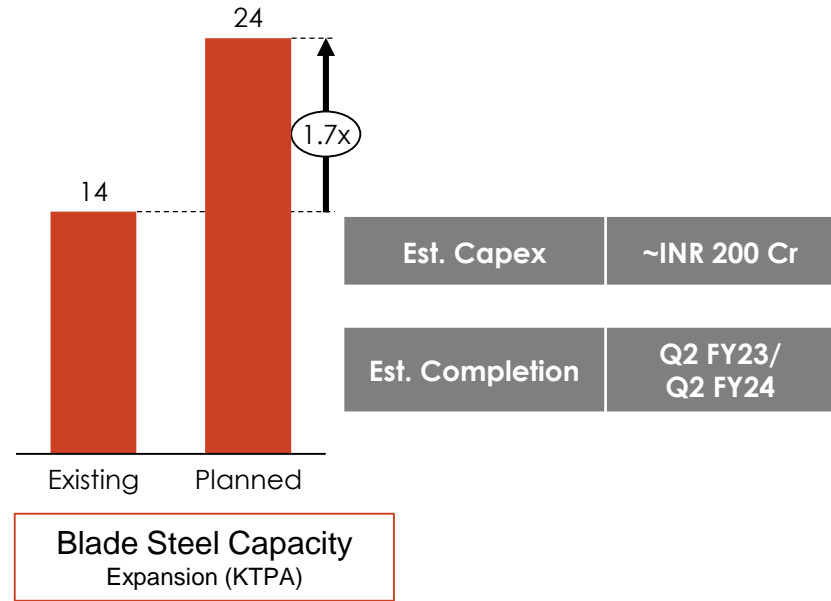 24
1.7x
14
Est. Capex
~INR 200 Cr
Est. Completion
Q2 FY23/
Q2 FY24
Existing
Planned
Blade Steel Capacity
Expansion (KTPA)